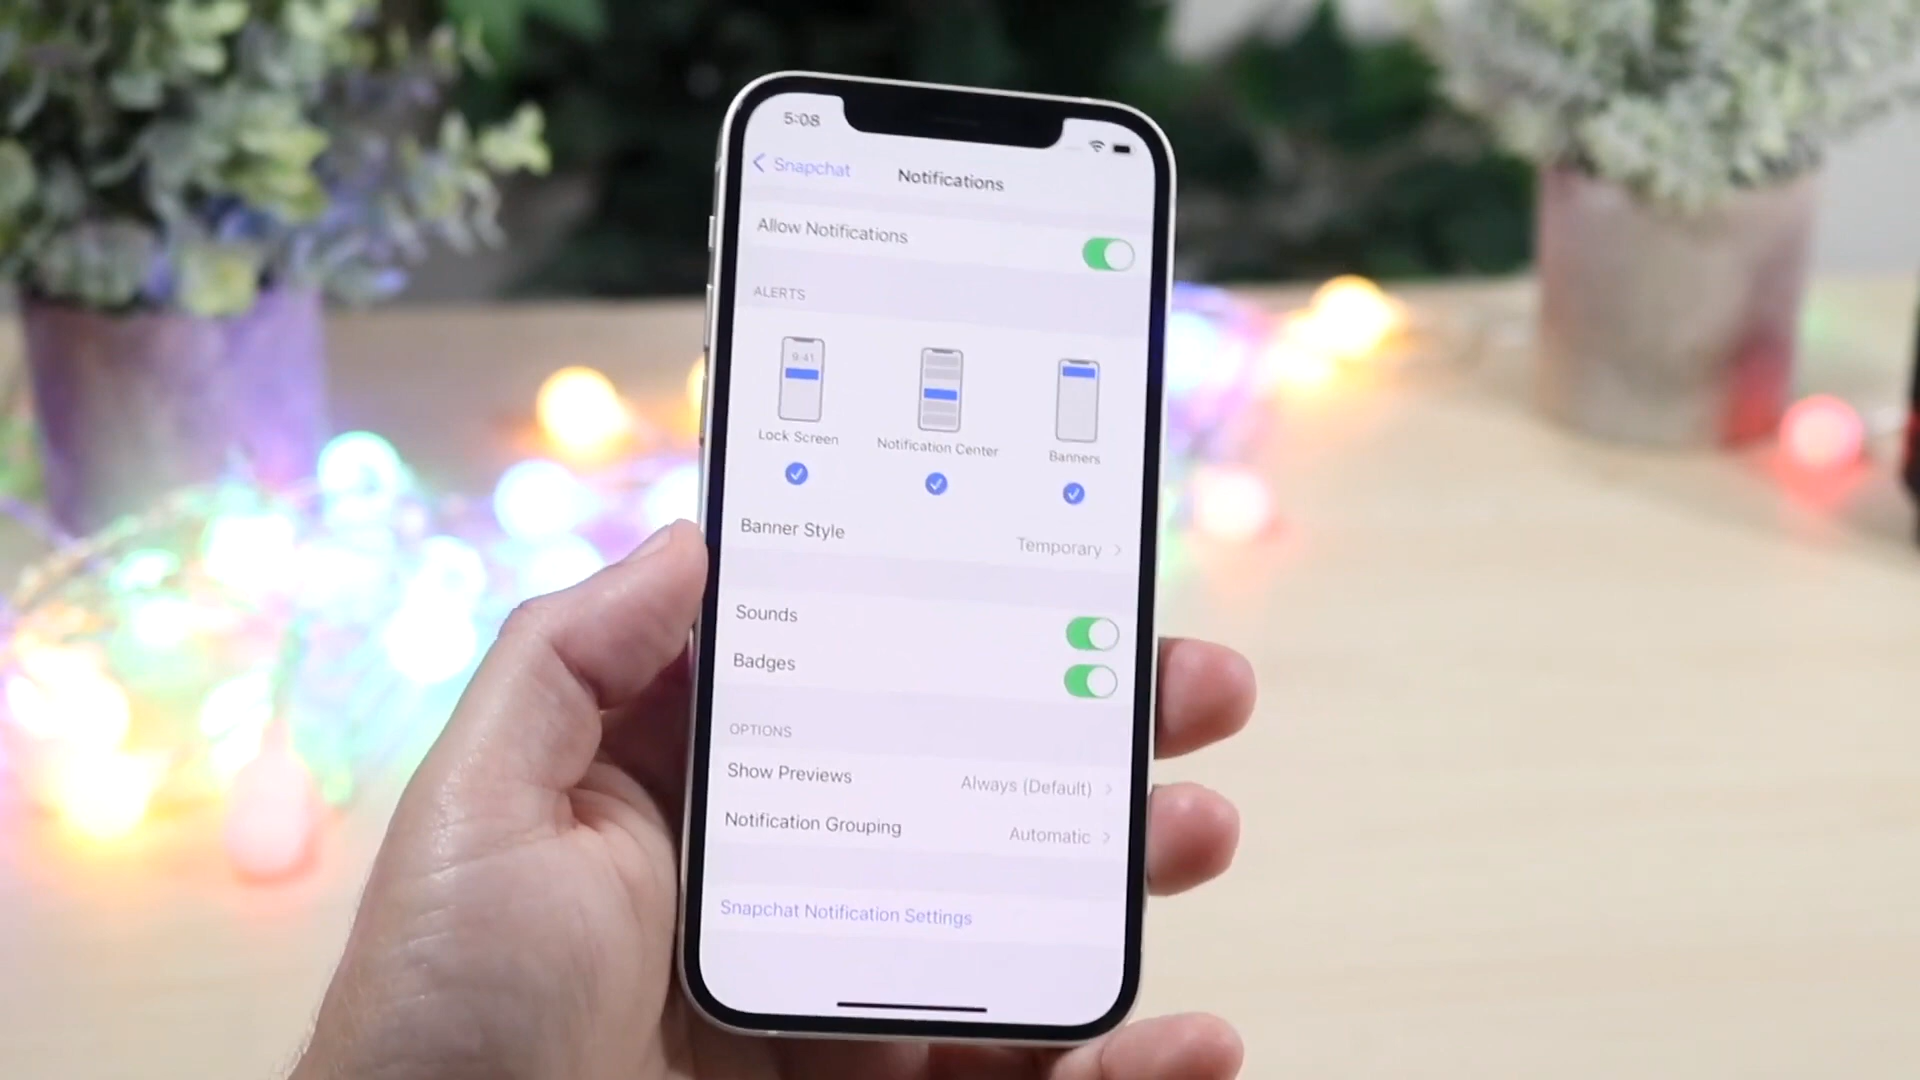 5:08
Snapchat
Notifications
Allow Notifications
ALERTS
9:41
Lock Screen
Notification Center
Banners
Banner Style
Temporary
Sounds
Badges
OPTIONS
Show Previews
Always (Default)
Notification Grouping
Automatic
Snapchat Notification Settings